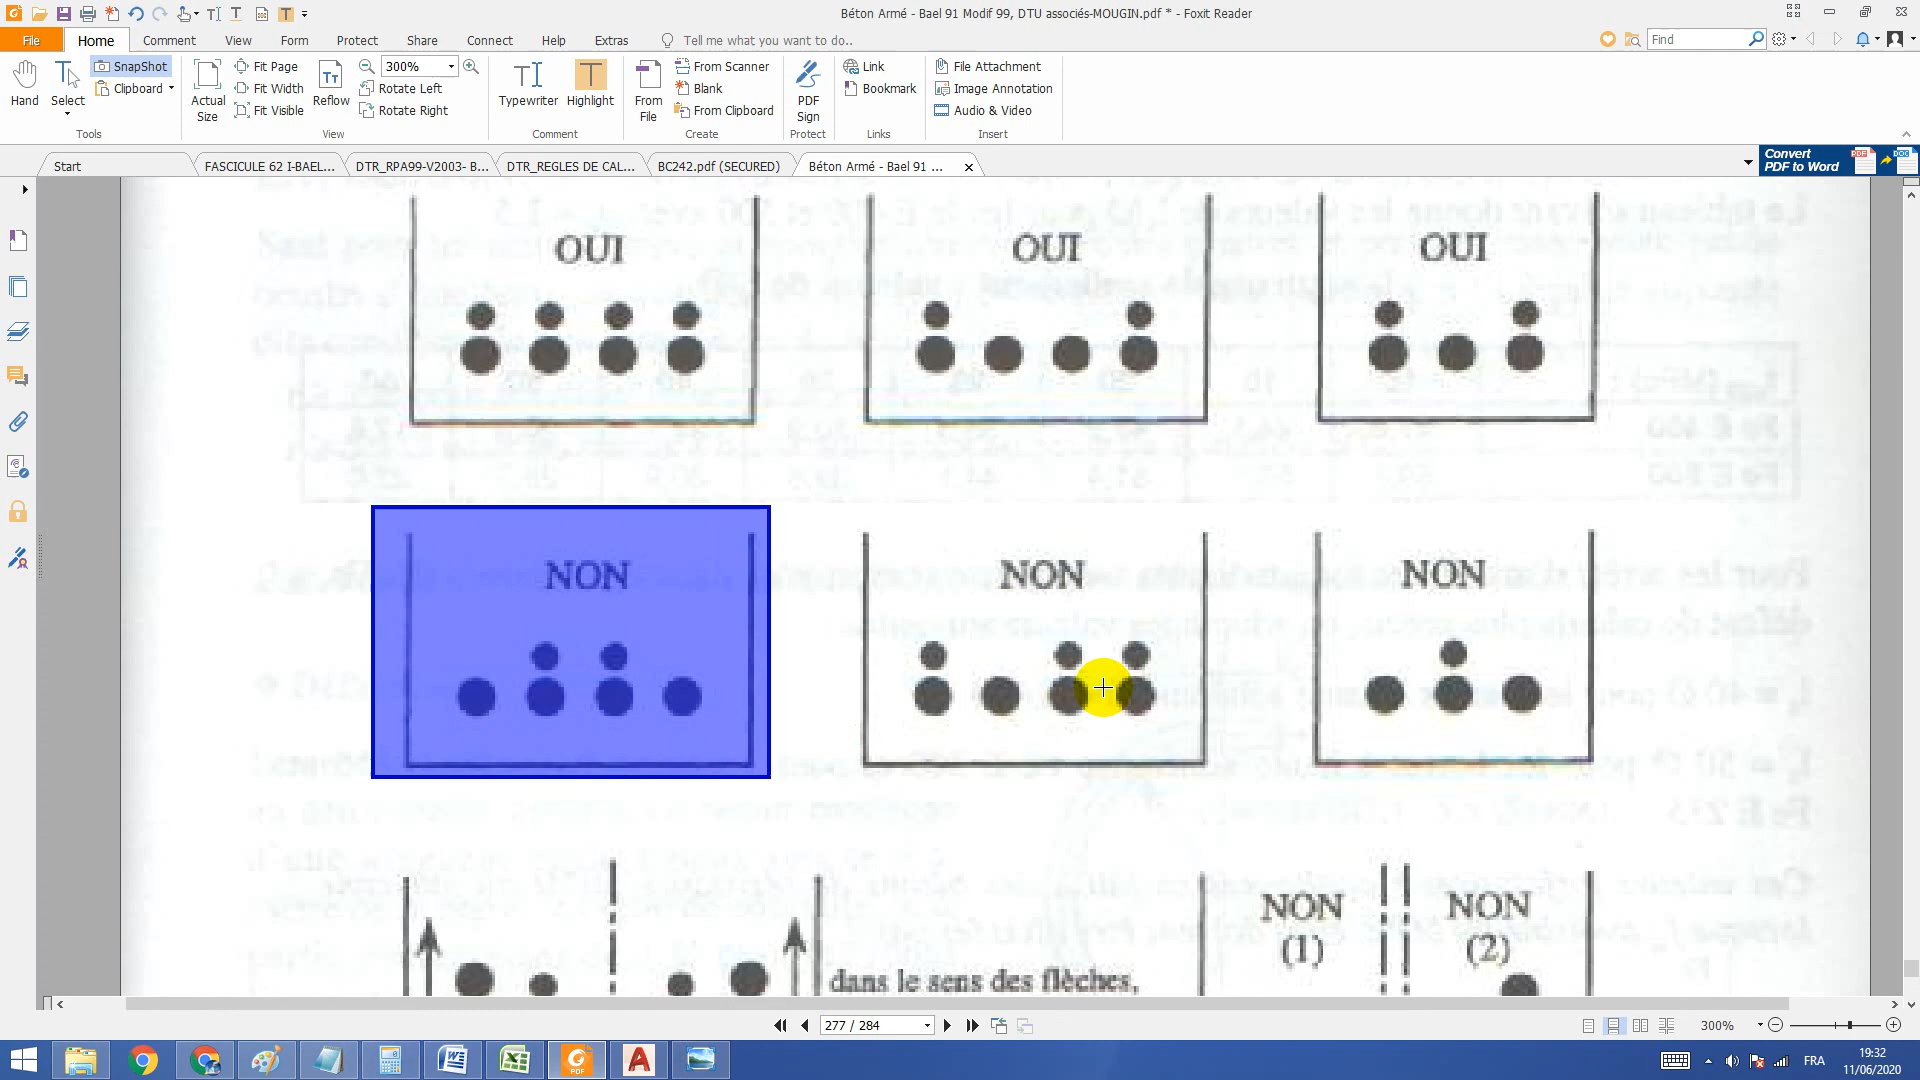 Béton Armé - Bael 91 Modif 99, DTU associés-MOUGIN.pdf * - Foxit Reader
File Home Comment View Form Protect Share Connect Help Extras Tell me what you want to do.. Find
SnapShot
Clipboard
Hand Select
Tools
Actual Size
Fit Page
Fit Width
Fit Visible
Reflow
300%
Rotate Left
Rotate Right
View
Typewriter Highlight
Comment
From File
From Scanner
Blank
From Clipboard
Create
PDF Sign
Protect
Link
Bookmark
Links
File Attachment
Image Annotation
Audio & Video
Insert
Start FASCICULE 62 I-BAEL... DTR_RPA99-V2003- B... DTR_REGLES DE CAL... BC242.pdf (SECURED) Béton Armé - Bael 91 ...
Convert
PDF to Word
OUI OUI OUI
NON NON NON
NON NON
(1) (2)
dans le sens des flèches,
277 / 284
300%
FRA
19:32
11/06/2020